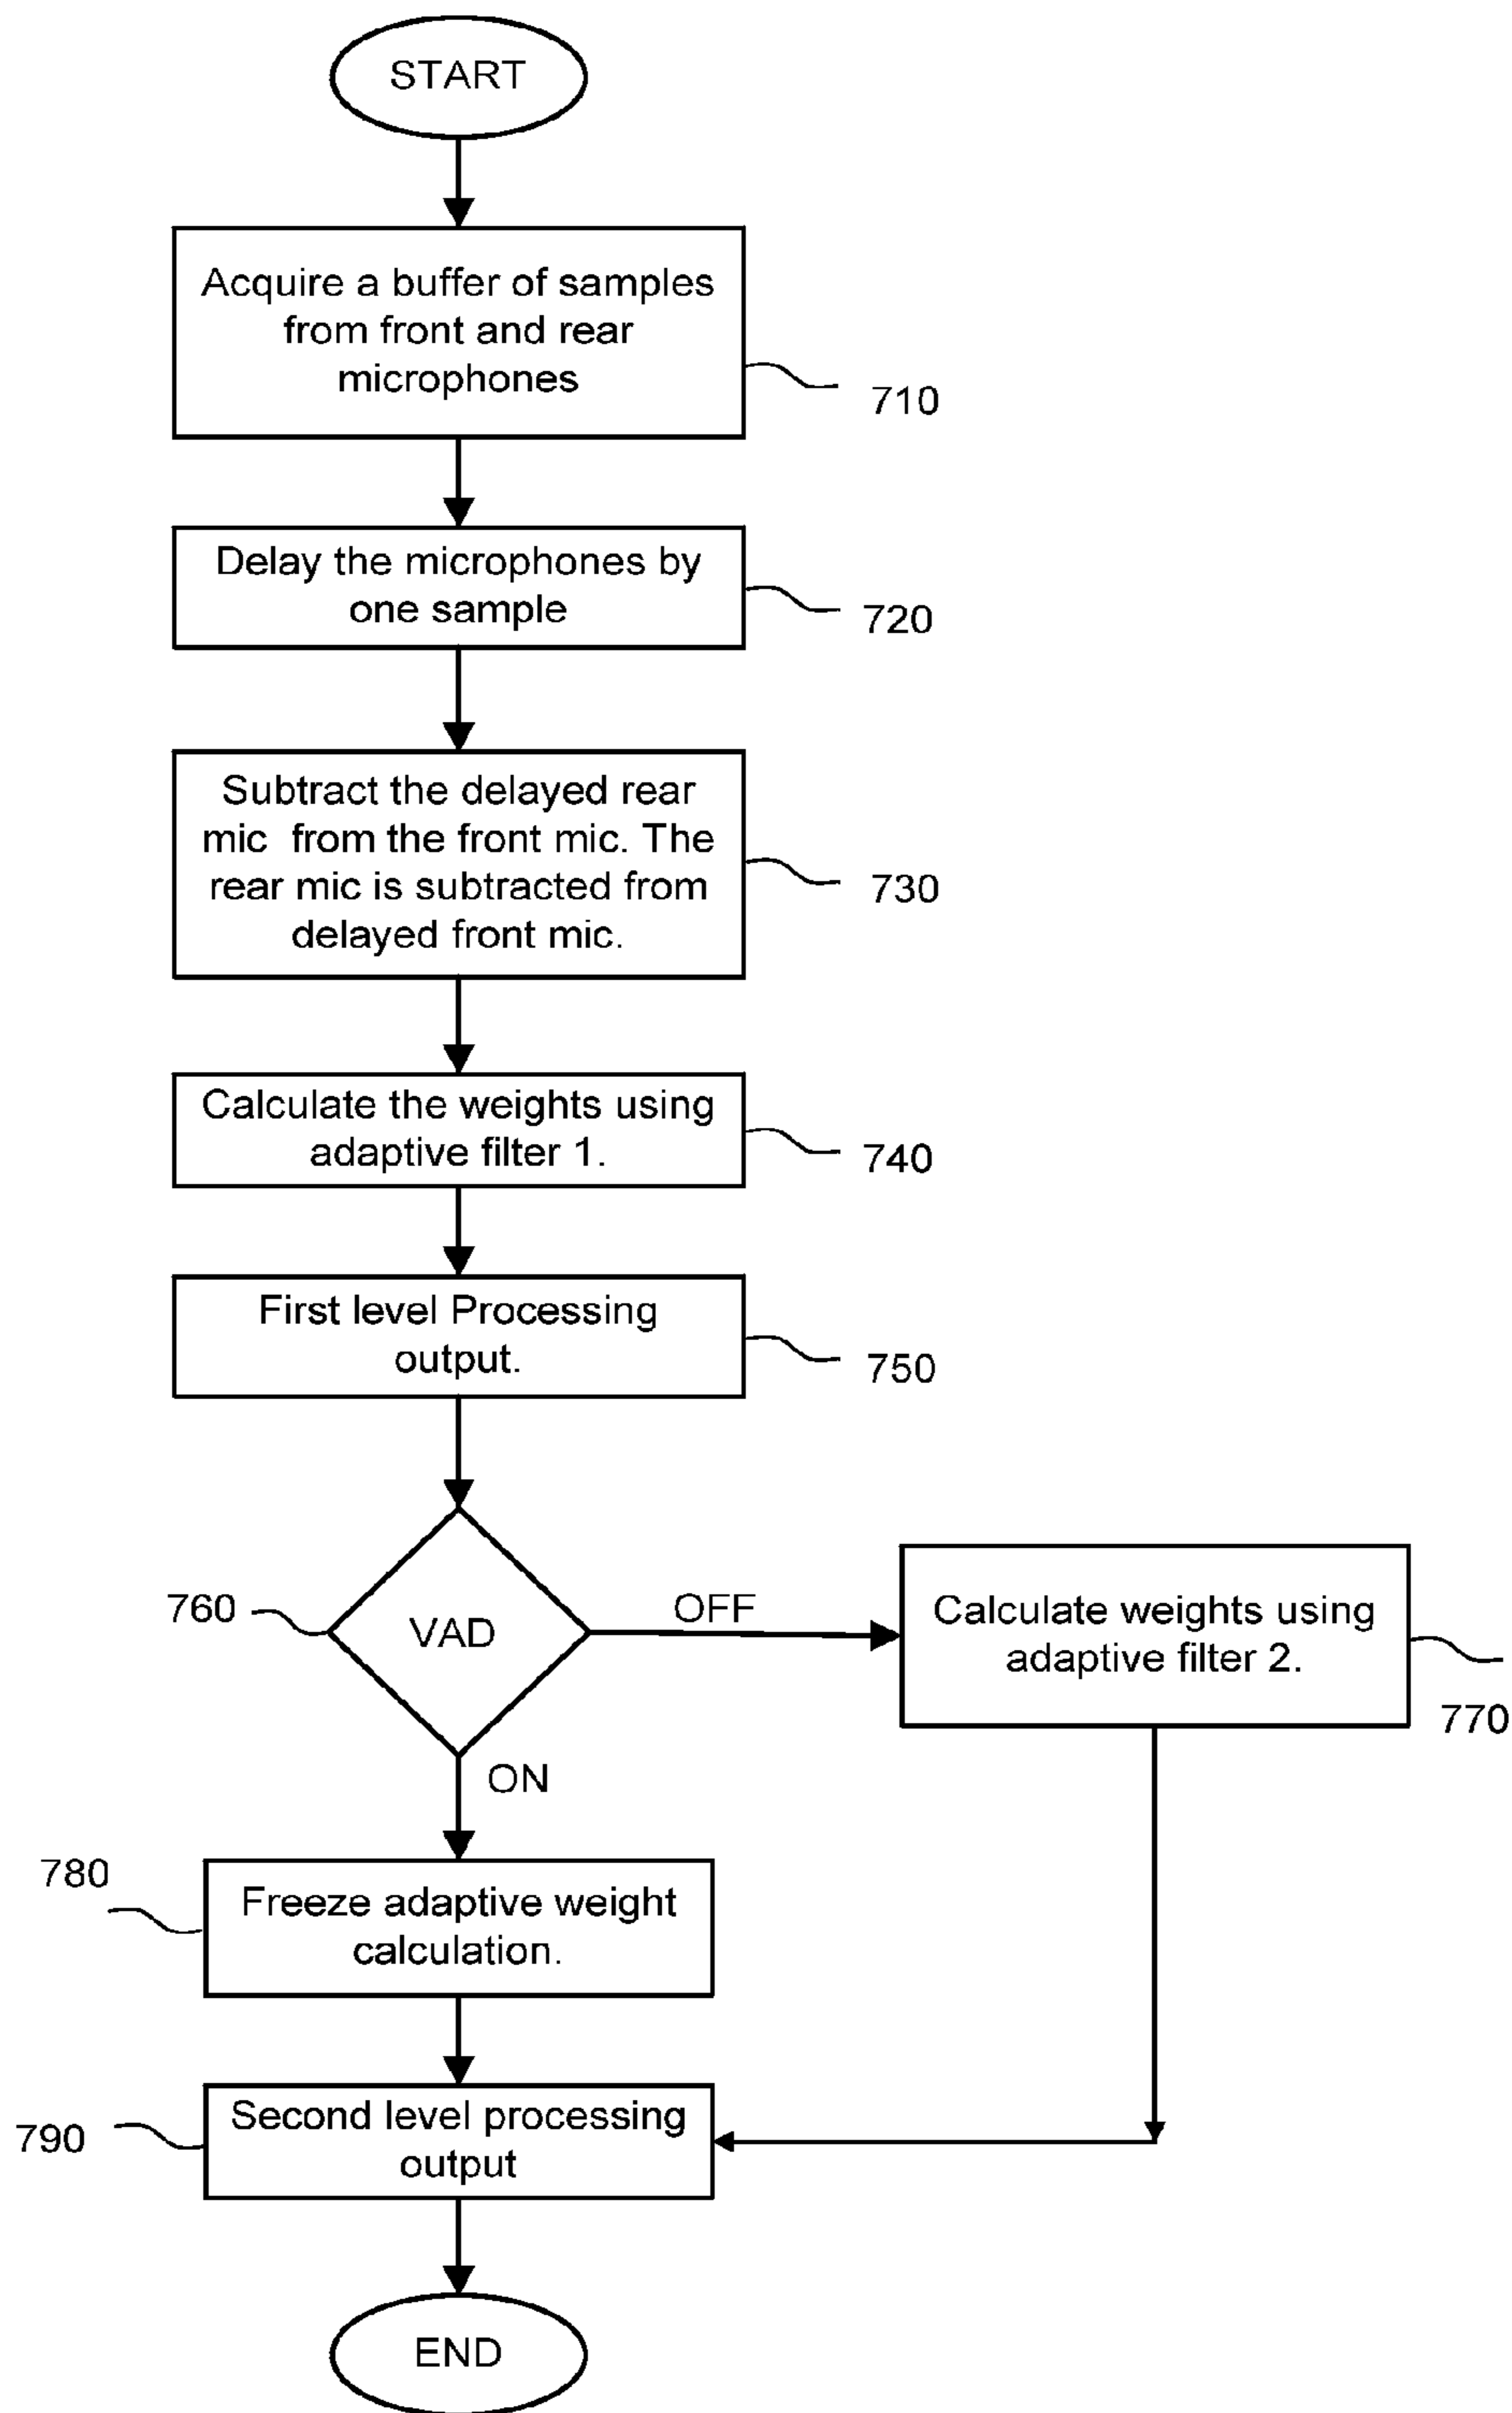 START
Acquire a buffer of samples
from front and rear
microphones
710
Delay the microphones by
one sample
720
Subtract the delayed rear
mic from the front mic. The
rear mic is subtracted from
delayed front mic.
730
Calculate the weights using
adaptive filter 1.
740
First level Processing
output.
750
760
VAD
OFF
Calculate weights using
adaptive filter 2.
770
ON
780
Freeze adaptive weight
calculation.
790
Second level processing
output
END